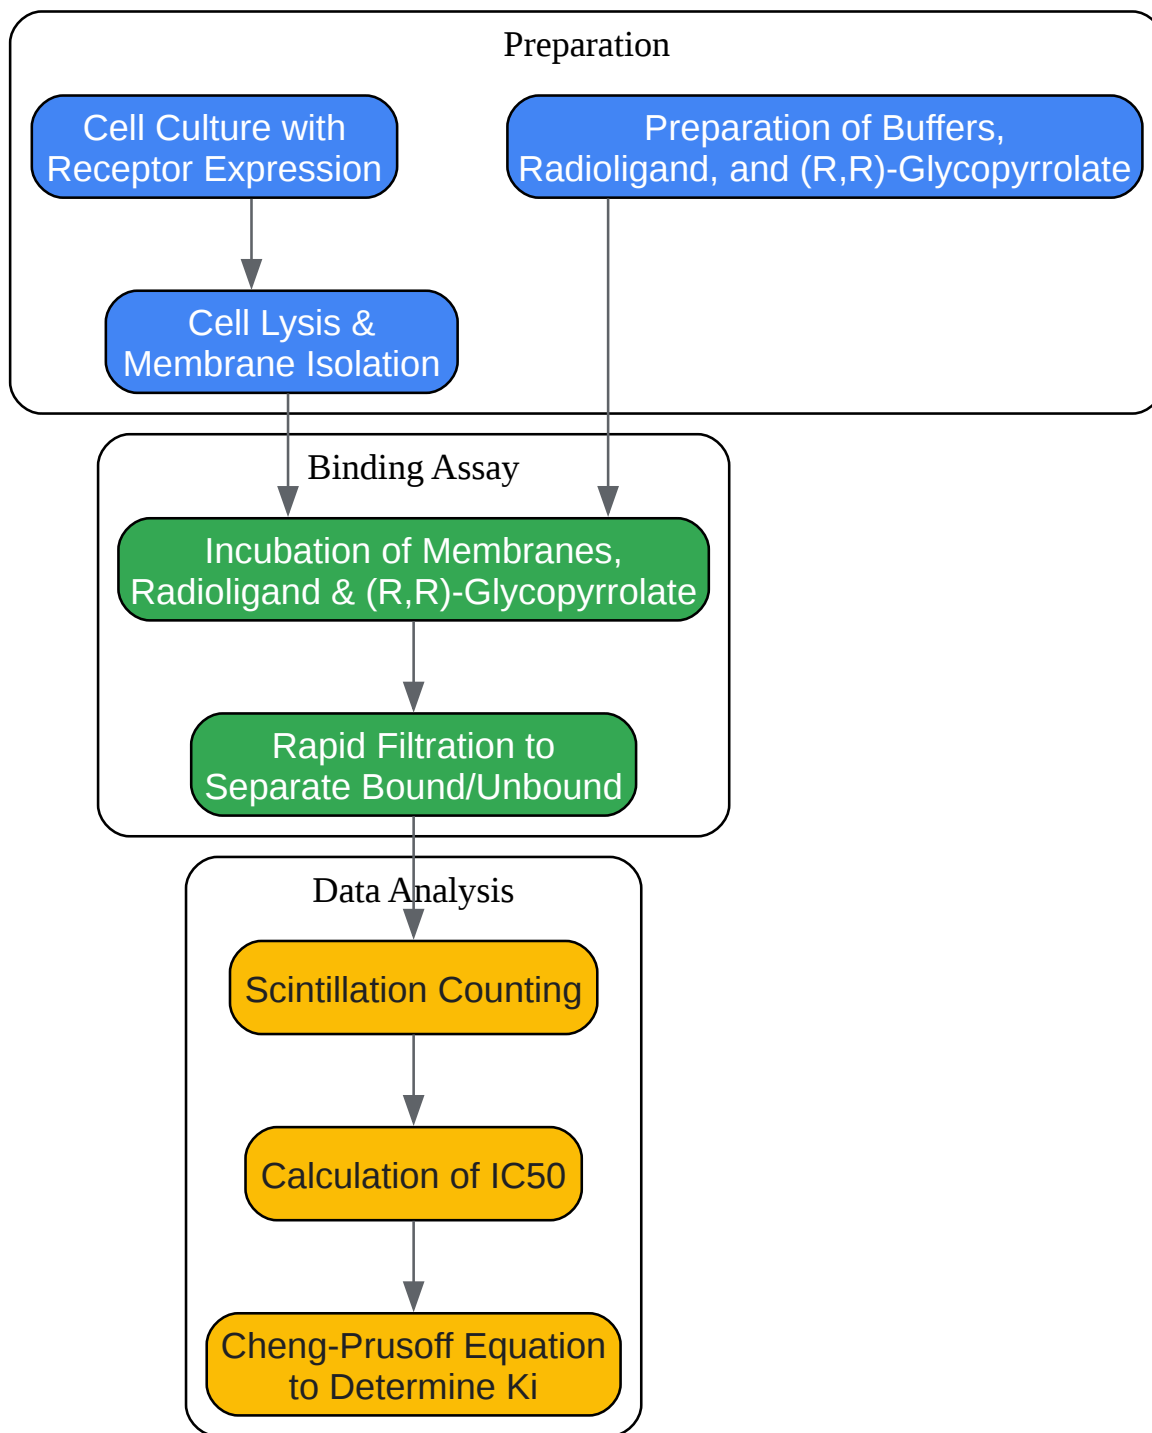 Preparation
Cell Culture with
Receptor Expression
Preparation of Buffers,
Radioligand, and (R,R)-Glycopyrrolate
Cell Lysis &
Membrane Isolation
Binding Assay
Incubation of Membranes,
Radioligand & (R,R)-Glycopyrrolate
Rapid Filtration to
Separate Bound/Unbound
Data Analysis
Scintillation Counting
Calculation of IC50
Cheng-Prusoff Equation
to Determine Ki